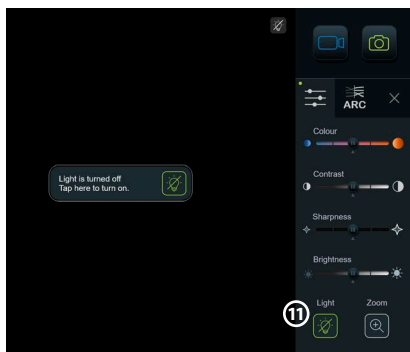 ARC
Colour
Light is turned off
Tap here to turn on.
Contrast
Sharpness
Brightness
Light
Zoom
11